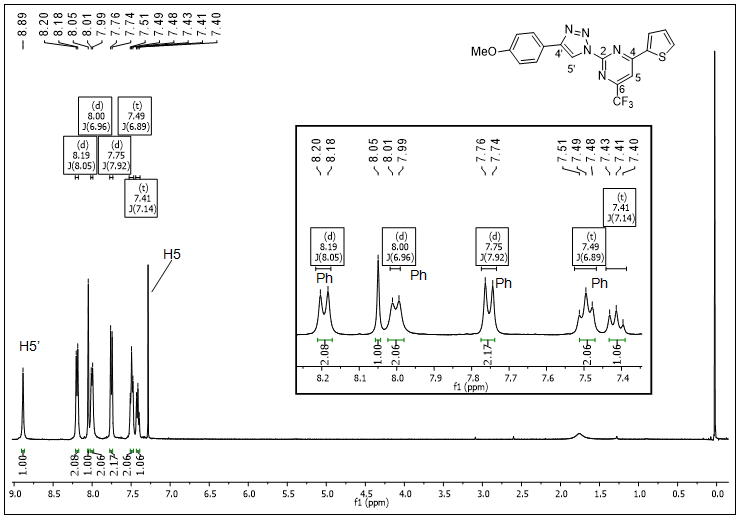 8.89
8.20
8.18
8.05
8.01
7.99
7.76
7.74
7.51
7.49
7.48
7.43
7.41
7.40
N
N
MeO
4'
N
5'
2
N
4
S
N
5
6
CF3
(d)
8.00
J(6.96)
(t)
7.49
J(6.89)
(d)
8.19
J(8.05)
(d)
7.75
J(7.92)
(t)
7.41
J(7.14)
8.20
8.18
8.05
8.01
7.99
7.76
7.74
7.51
7.49
7.48
7.43
7.41
7.40
(t)
7.41
J(7.14)
(d)
8.19
J(8.05)
(d)
8.00
J(6.96)
(d)
7.75
J(7.92)
(t)
7.49
J(6.89)
Ph
Ph
Ph
Ph
H5
H5'
2.08
1.00
2.06
2.17
2.06
1.06
8.2 8.1 8.0 7.9 7.8 7.7 7.6 7.5 7.4
f1 (ppm)
1.00
2.08
1.00
2.06
2.17
2.06
1.06
9.0 8.5 8.0 7.5 7.0 6.5 6.0 5.5 5.0 4.5 4.0 3.5 3.0 2.5 2.0 1.5 1.0 0.5 0.0
f1 (ppm)